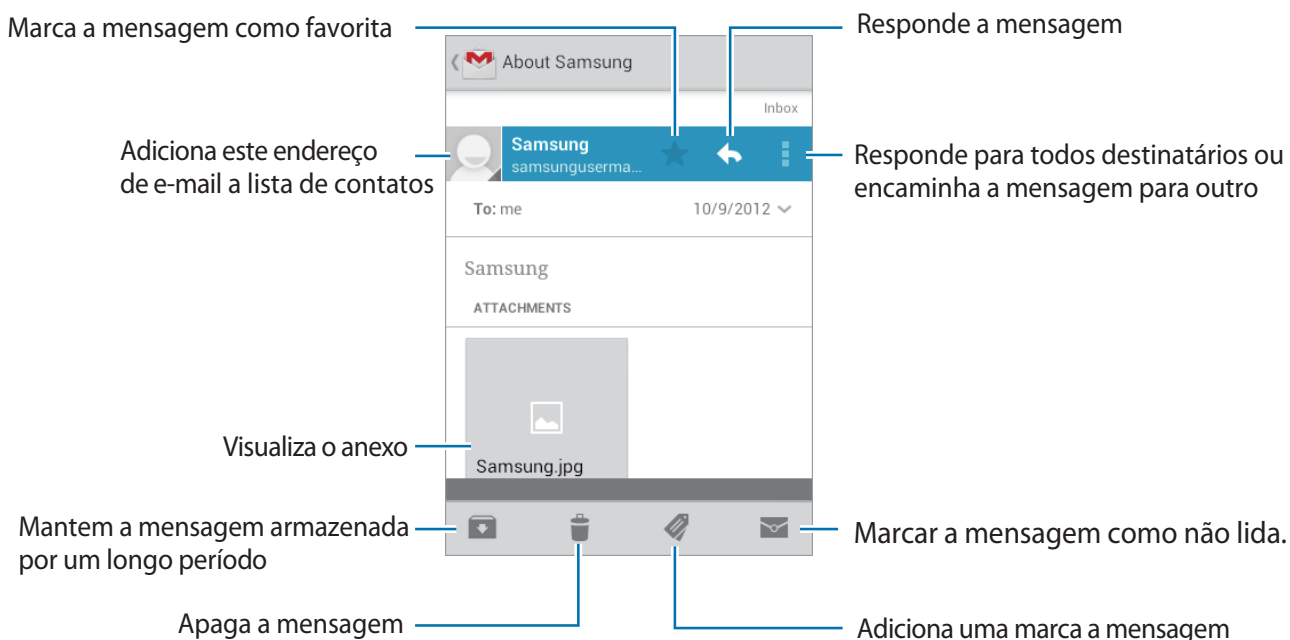 Marca a mensagem como favorita
Responde a mensagem
About Samsung
Inbox
Adiciona este endereço
de e-mail a lista de contatos
Samsung
samsunguserma...
Responde para todos destinatários ou
encaminha a mensagem para outro
To: me
10/9/2012
Samsung
ATTACHMENTS
Visualiza o anexo
Samsung.jpg
Mantem a mensagem armazenada
por um longo período
Marcar a mensagem como não lida.
Apaga a mensagem
Adiciona uma marca a mensagem